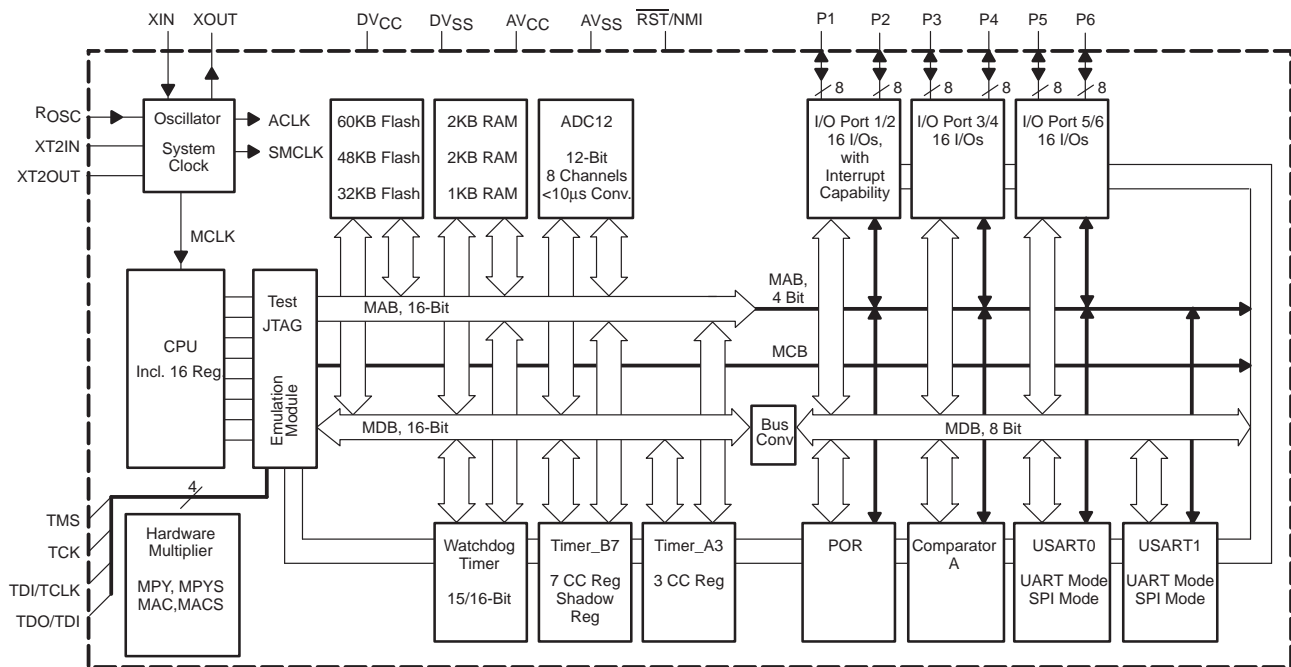 XIN
XOUT
DVCC
DVSS
AVCC
AVSS
RST/NMI
P1
P2
P3
P4
P5
P6
8
8
8
8
8
8
ROSC
XT2IN
XT2OUT
Oscillator
System
Clock
ACLK
SMCLK
60KB Flash
48KB Flash
32KB Flash
2KB RAM
2KB RAM
1KB RAM
ADC12
12-Bit
8 Channels
<10μs Conv.
I/O Port 1/2
16 I/Os,
with
Interrupt
Capability
I/O Port 3/4
16 I/Os
I/O Port 5/6
16 I/Os
MCLK
CPU
Incl. 16 Reg.
Test
JTAG
Emulation
Module
MAB, 16-Bit
MAB,
4 Bit
MCB
MDB, 16-Bit
Bus
Conv
MDB, 8 Bit
4
TMS
TCK
TDI/TCLK
TDO/TDI
Hardware
Multiplier
MPY, MPYS
MAC,MACS
Watchdog
Timer
15/16-Bit
Timer_B7
7 CC Reg
Shadow
Reg
Timer_A3
3 CC Reg
POR
Comparator
A
USART0
UART Mode
SPI Mode
USART1
UART Mode
SPI Mode